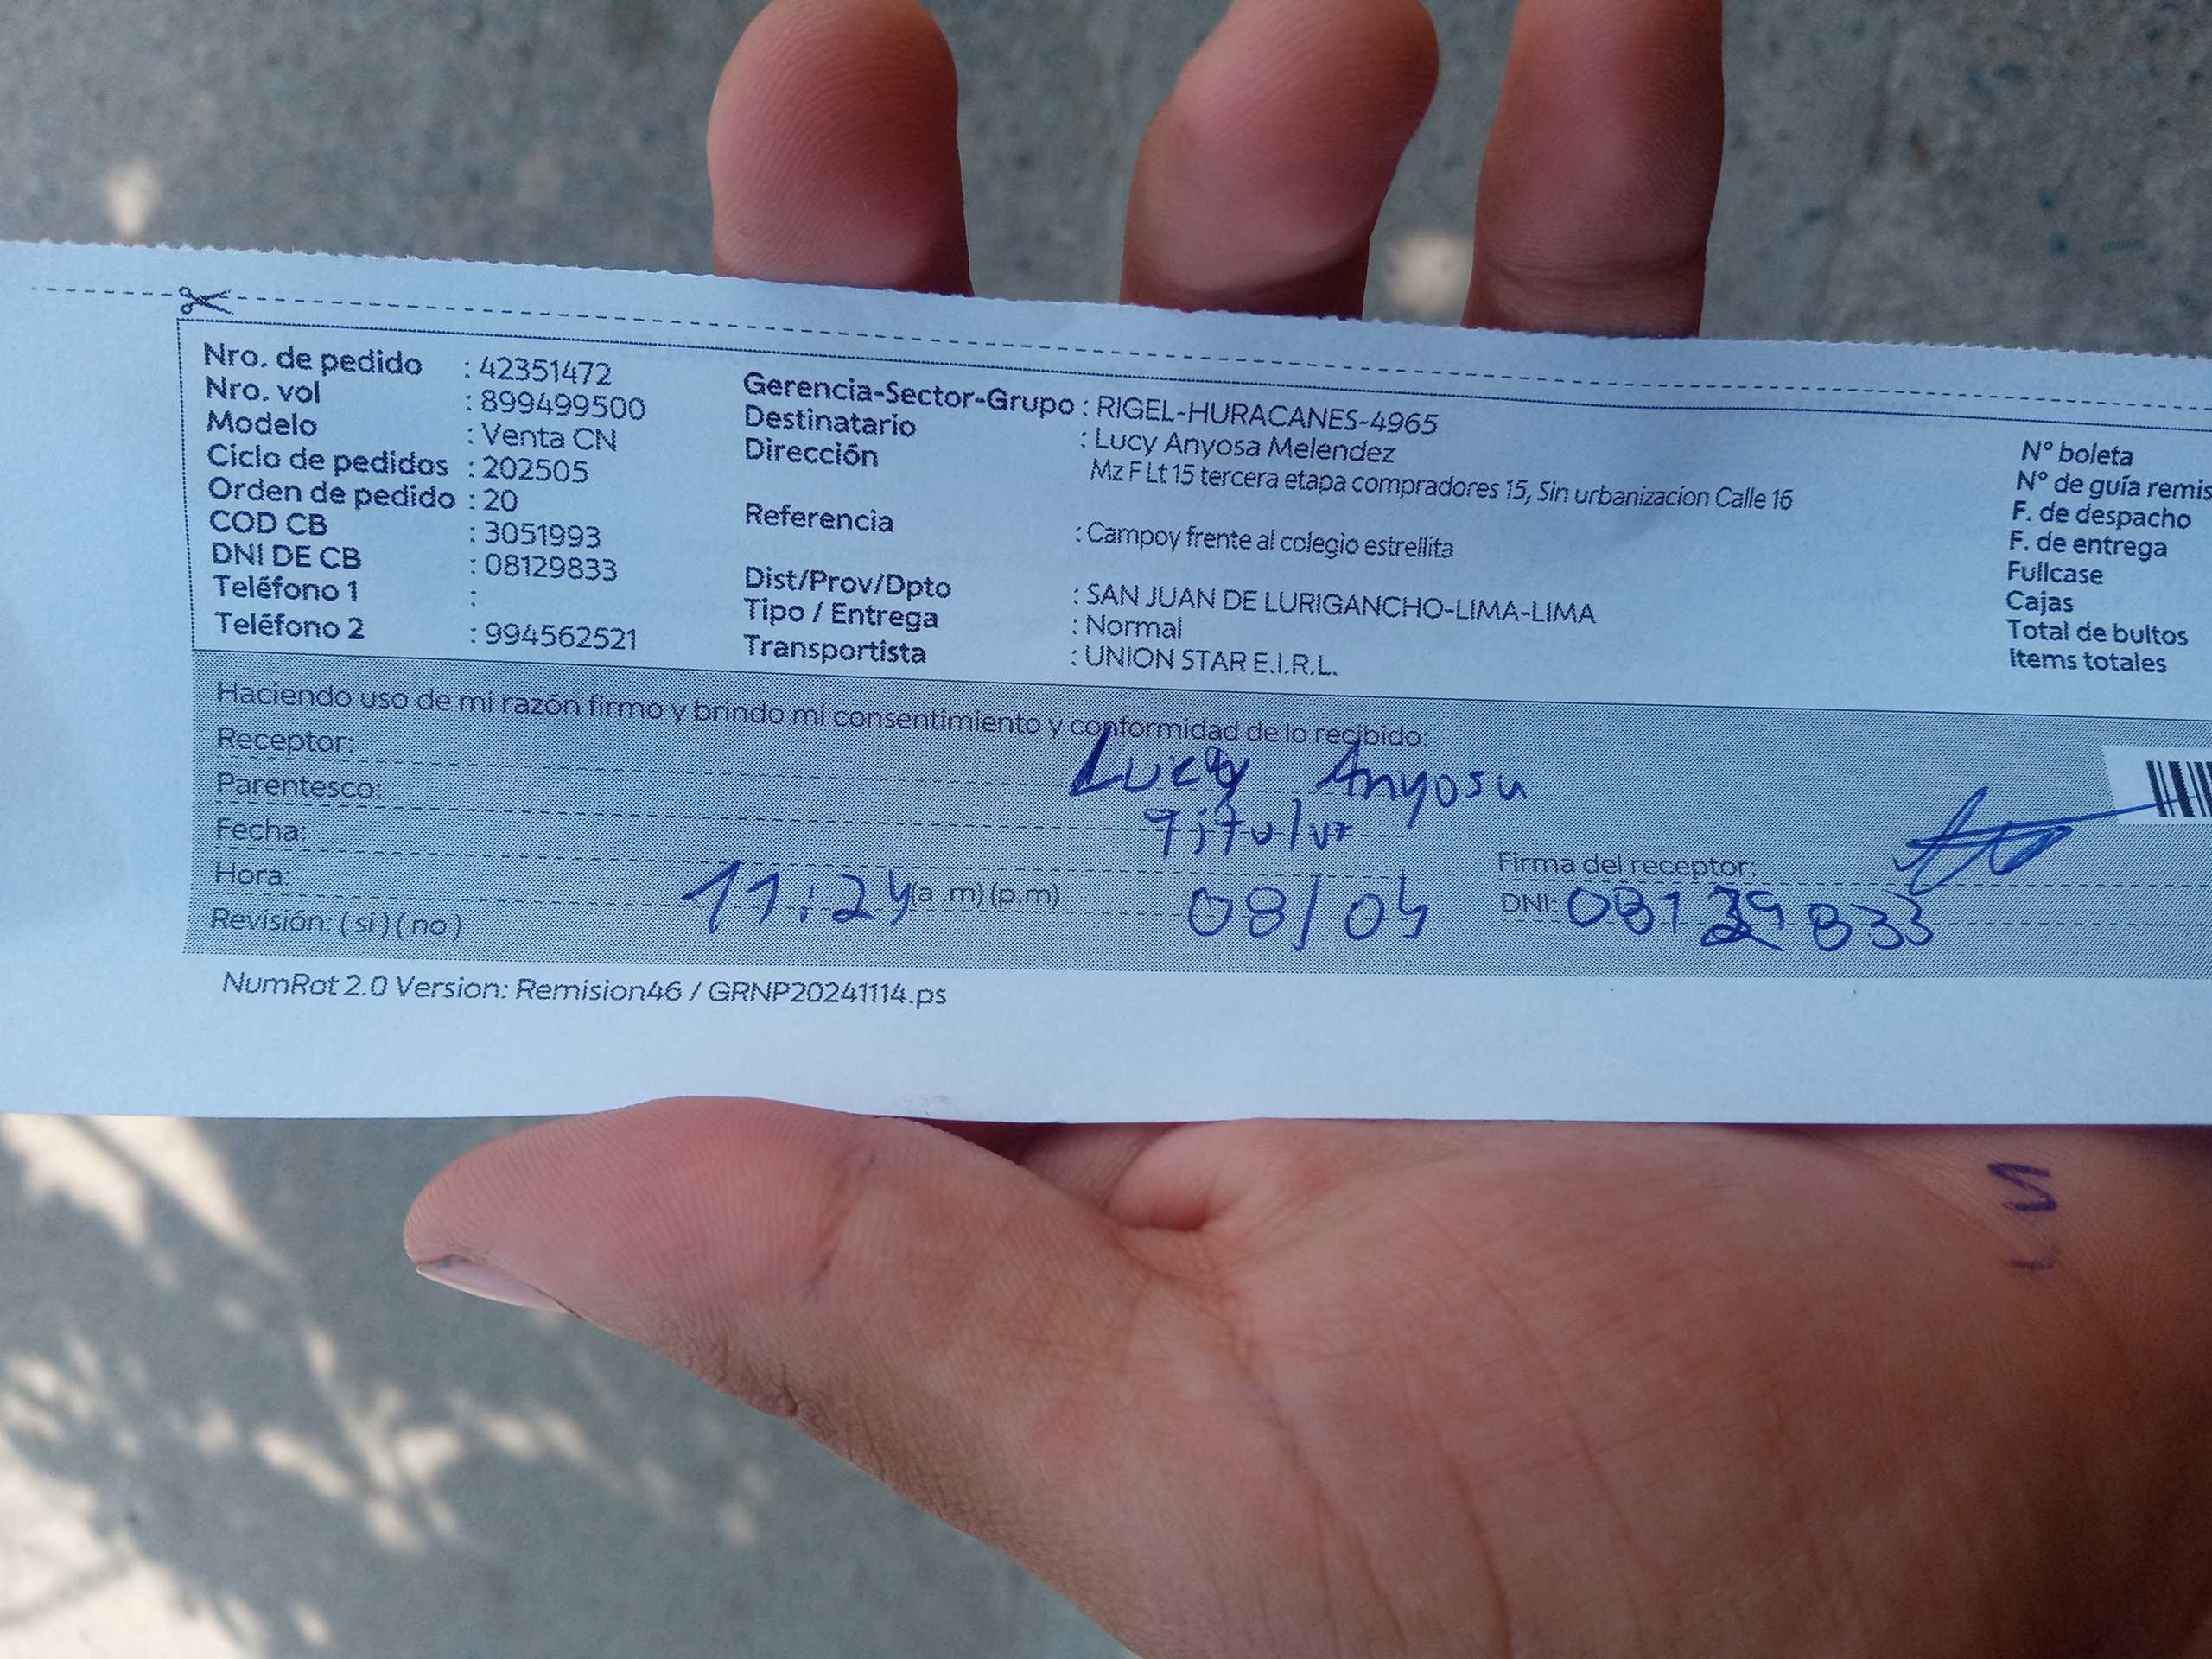 Nro. de pedido : 42351472
Nro. vol : 899499500
Modelo : Venta CN
Ciclo de pedidos : 202505
Orden de pedido : 20
COD CB : 3051993
DNI DE CB : 08129833
Teléfono 1 :
Teléfono 2 : 994562521
Gerencia-Sector-Grupo : RIGEL-HURACANES-4965
Destinatario : Lucy Anyosa Melendez
Dirección Mz F Lt 15 tercera etapa compradores 15, Sin urbanizacion Calle 16
Referencia : Campoy frente al colegio estrellita
Dist/Prov/Dpto : SAN JUAN DE LURIGANCHO-LIMA-LIMA
Tipo / Entrega : Normal
Transportista : UNION STAR E.I.R.L.
N° boleta
N° de guía remis
F. de despacho
F. de entrega
Fullcase
Cajas
Total de bultos
Items totales
Haciendo uso de mi razón firmo y brindo mi consentimiento y conformidad de lo recibido:
Receptor: Lucy Anyosa
Parentesco: Titular
Fecha:
Firma del receptor:
Hora: 11:24 (a.m) (p.m) 08/04
DNI: 08129833
Revisión: ( si ) ( no )
NumRot 2.0 Version: Remision46 / GRNP20241114.ps